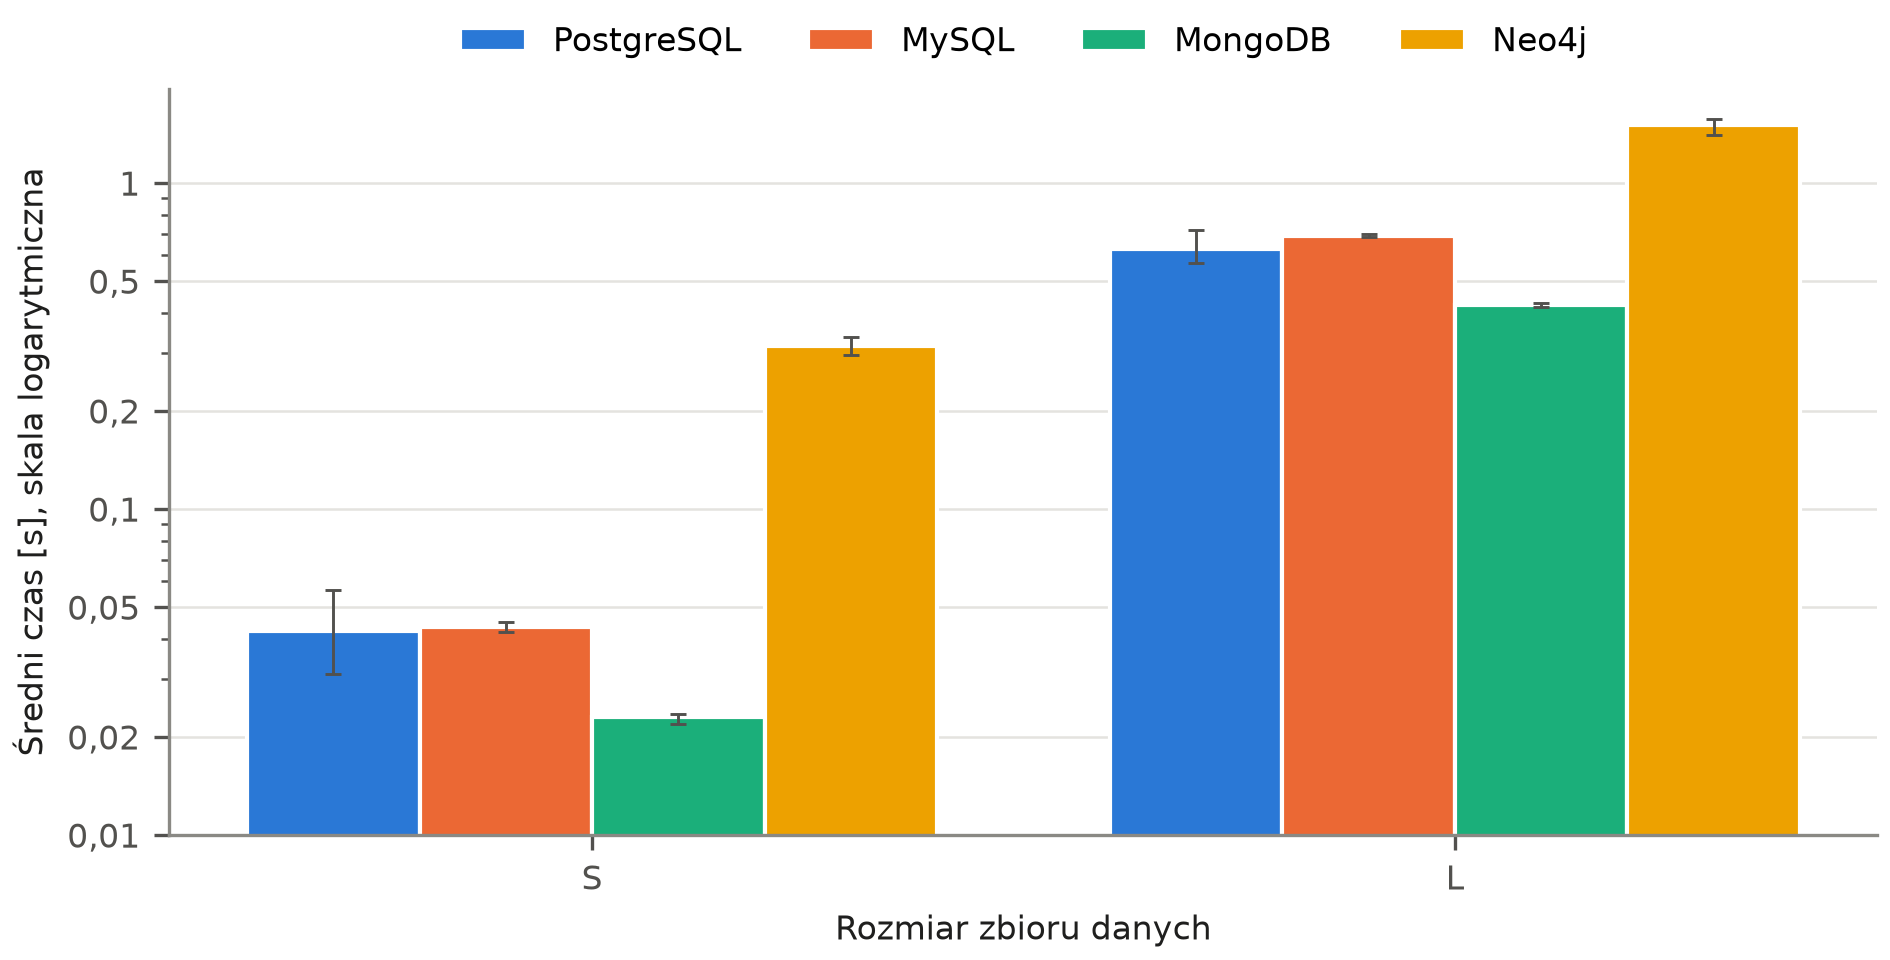 PostgreSQL MySQL MongoDB Neo4j
Średni czas [s], skala logarytmiczna
1
0,5
0,2
0,1
0,05
0,02
0,01
S L
Rozmiar zbioru danych